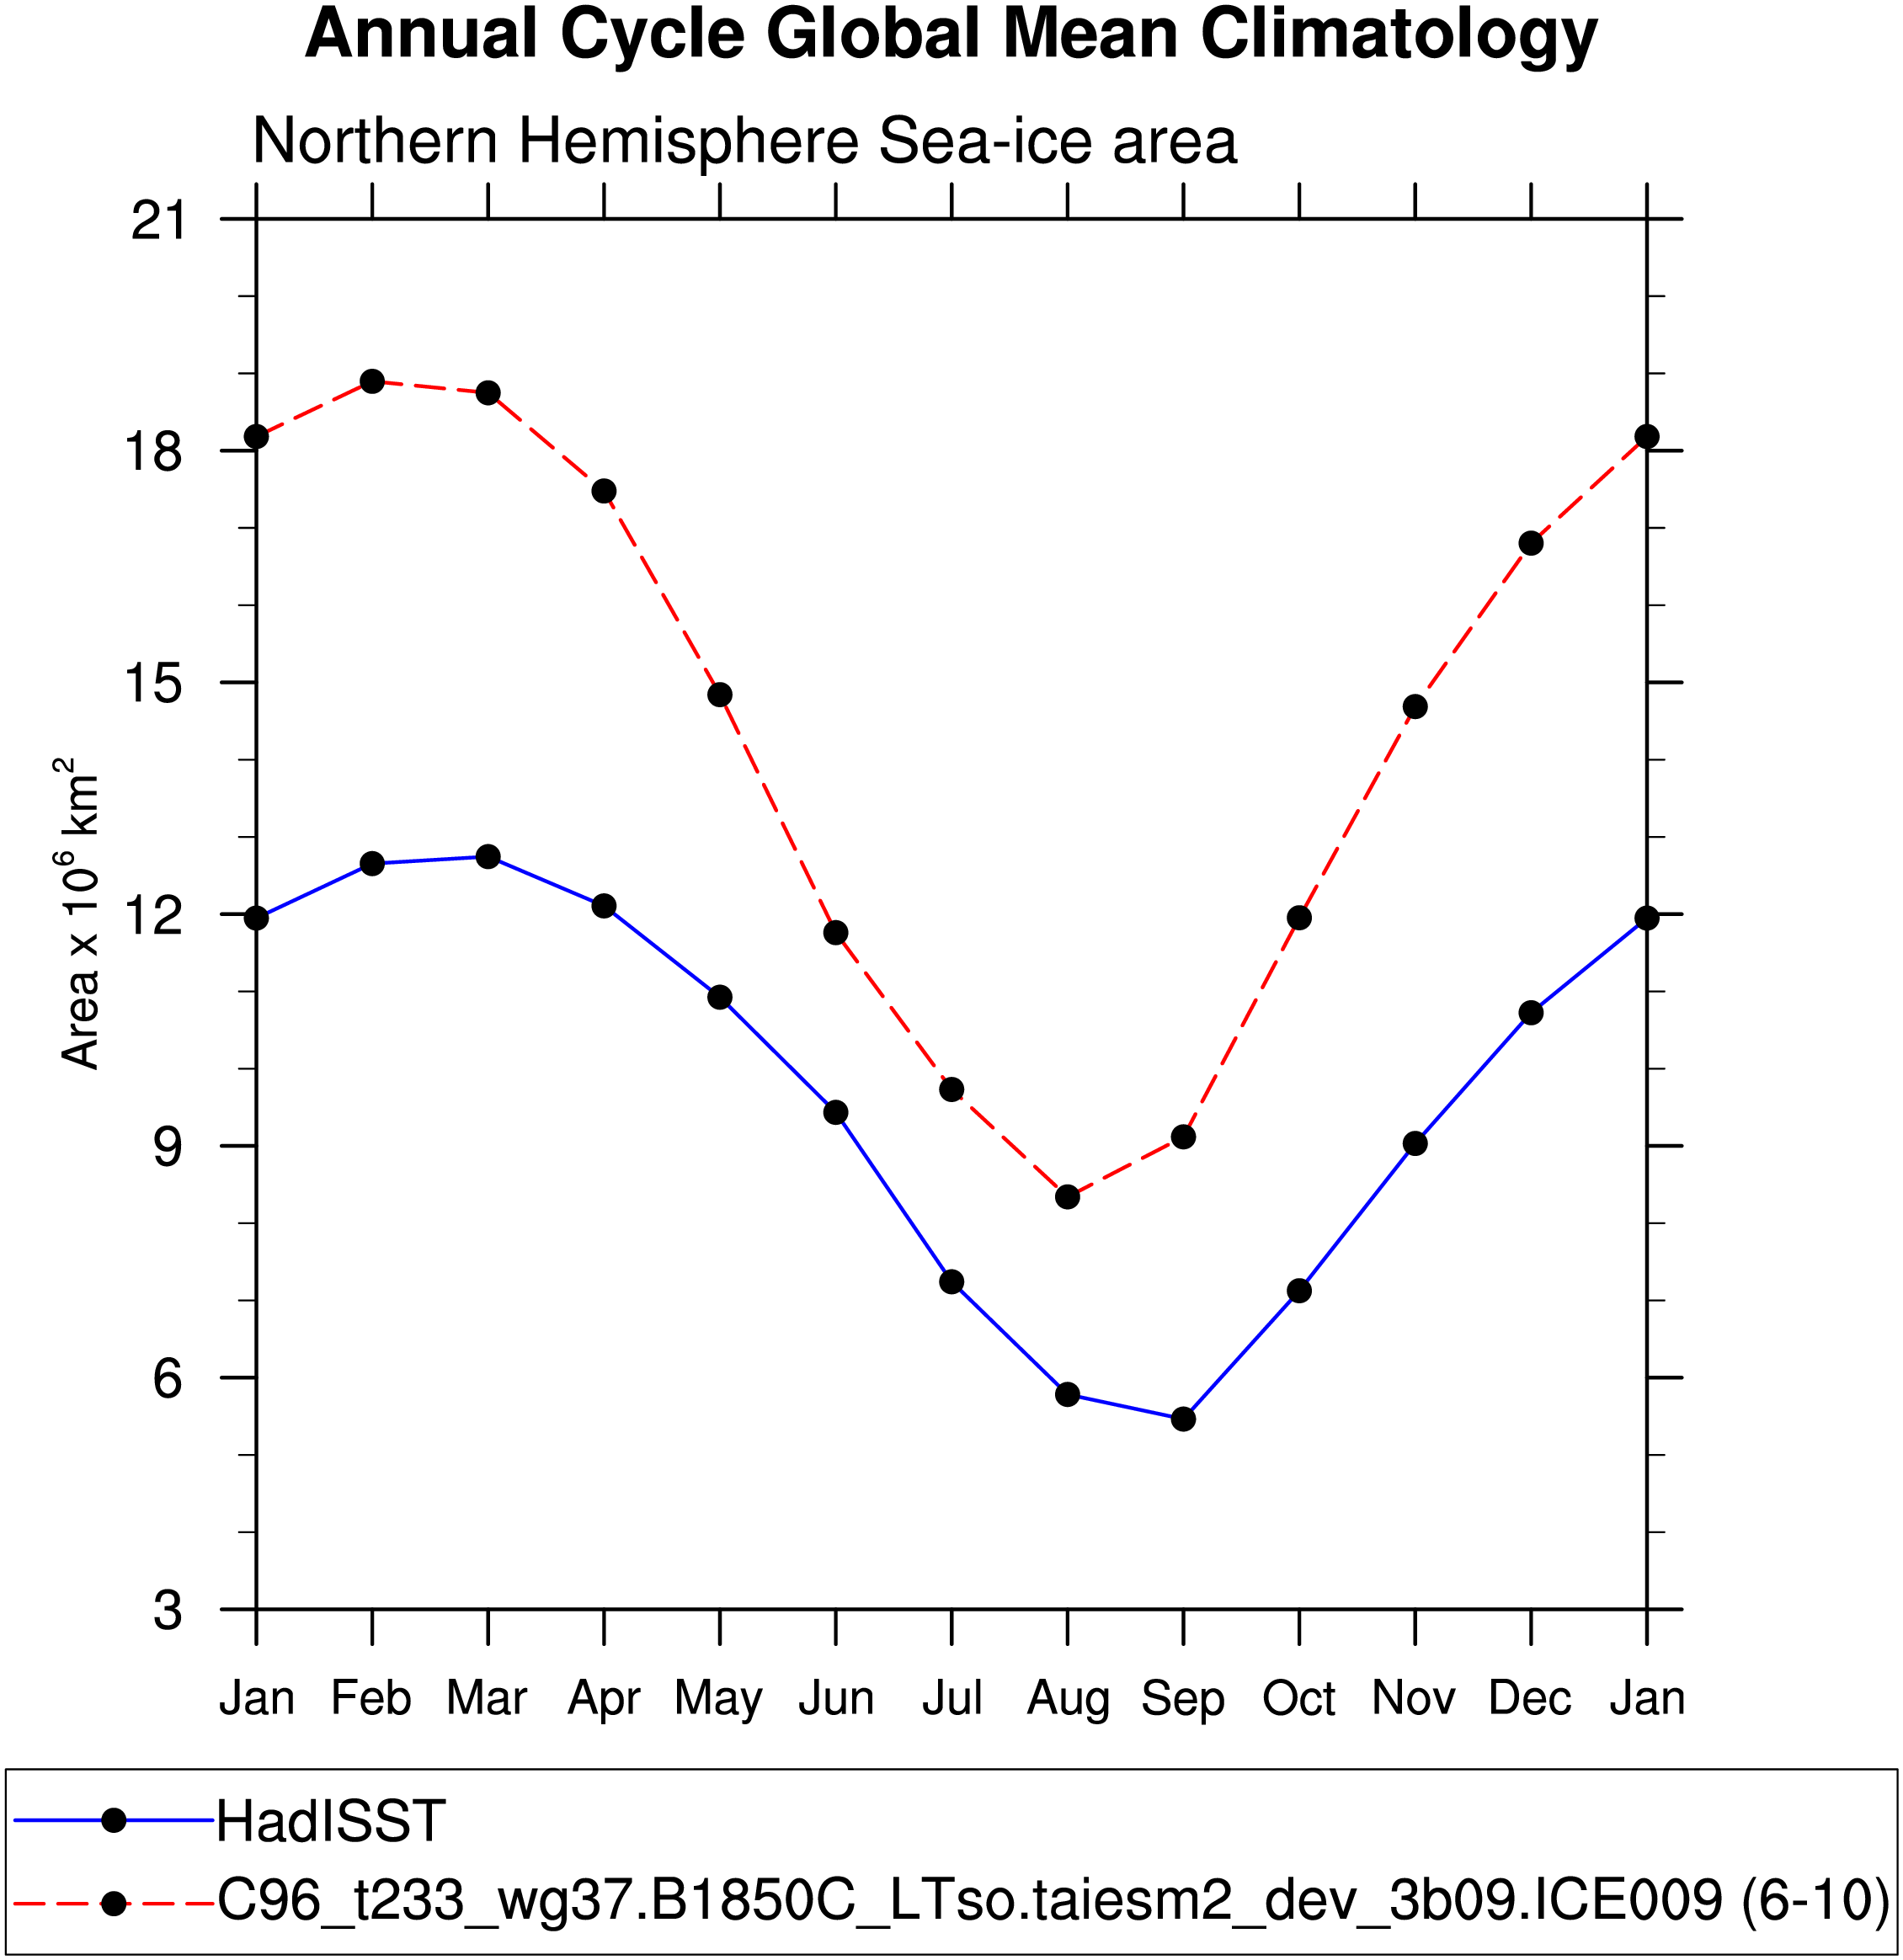 Annual Cycle Global Mean Climatology
Northern Hemisphere Sea-ice area
21
18
15
12
9
6
3
Area x 10⁶ km²
Jan Feb Mar Apr May Jun Jul Aug Sep Oct Nov Dec Jan
HadISST
C96_t233_wg37.B1850C_LTso.taiesm2_dev_3b09.ICE009 (6-10)